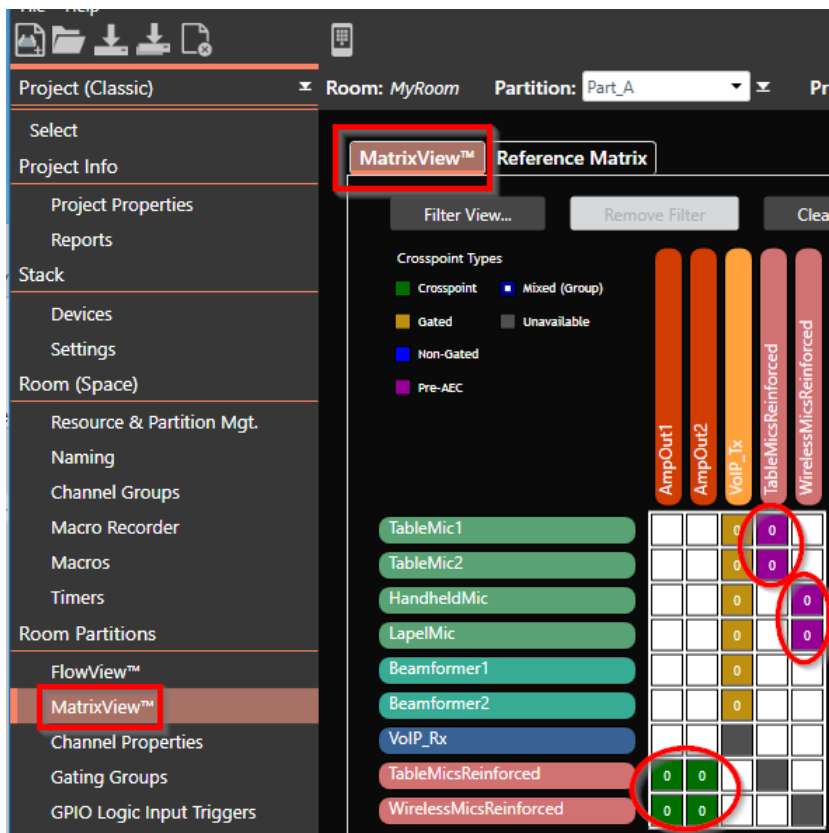 File Help
Project (Classic)
Room: MyRoom Partition: Part_A Pr
Select
Project Info
Project Properties
Reports
Stack
Devices
Settings
Room (Space)
Resource & Partition Mgt.
Naming
Channel Groups
Macro Recorder
Macros
Timers
Room Partitions
FlowView™
MatrixView™
Channel Properties
Gating Groups
GPIO Logic Input Triggers
MatrixView™ Reference Matrix
Filter View... Remove Filter Clea
Crosspoint Types
Crosspoint Mixed (Group)
Gated Unavailable
Non-Gated
Pre-AEC
AmpOut1
AmpOut2
VoIP_Tx
TableMicsReinforced
WirelessMicsReinforced
TableMic1 0 0
TableMic2 0 0
HandheldMic 0 0
LapelMic 0 0
Beamformer1 0
Beamformer2 0
VoIP_Rx
TableMicsReinforced 0 0
WirelessMicsReinforced 0 0